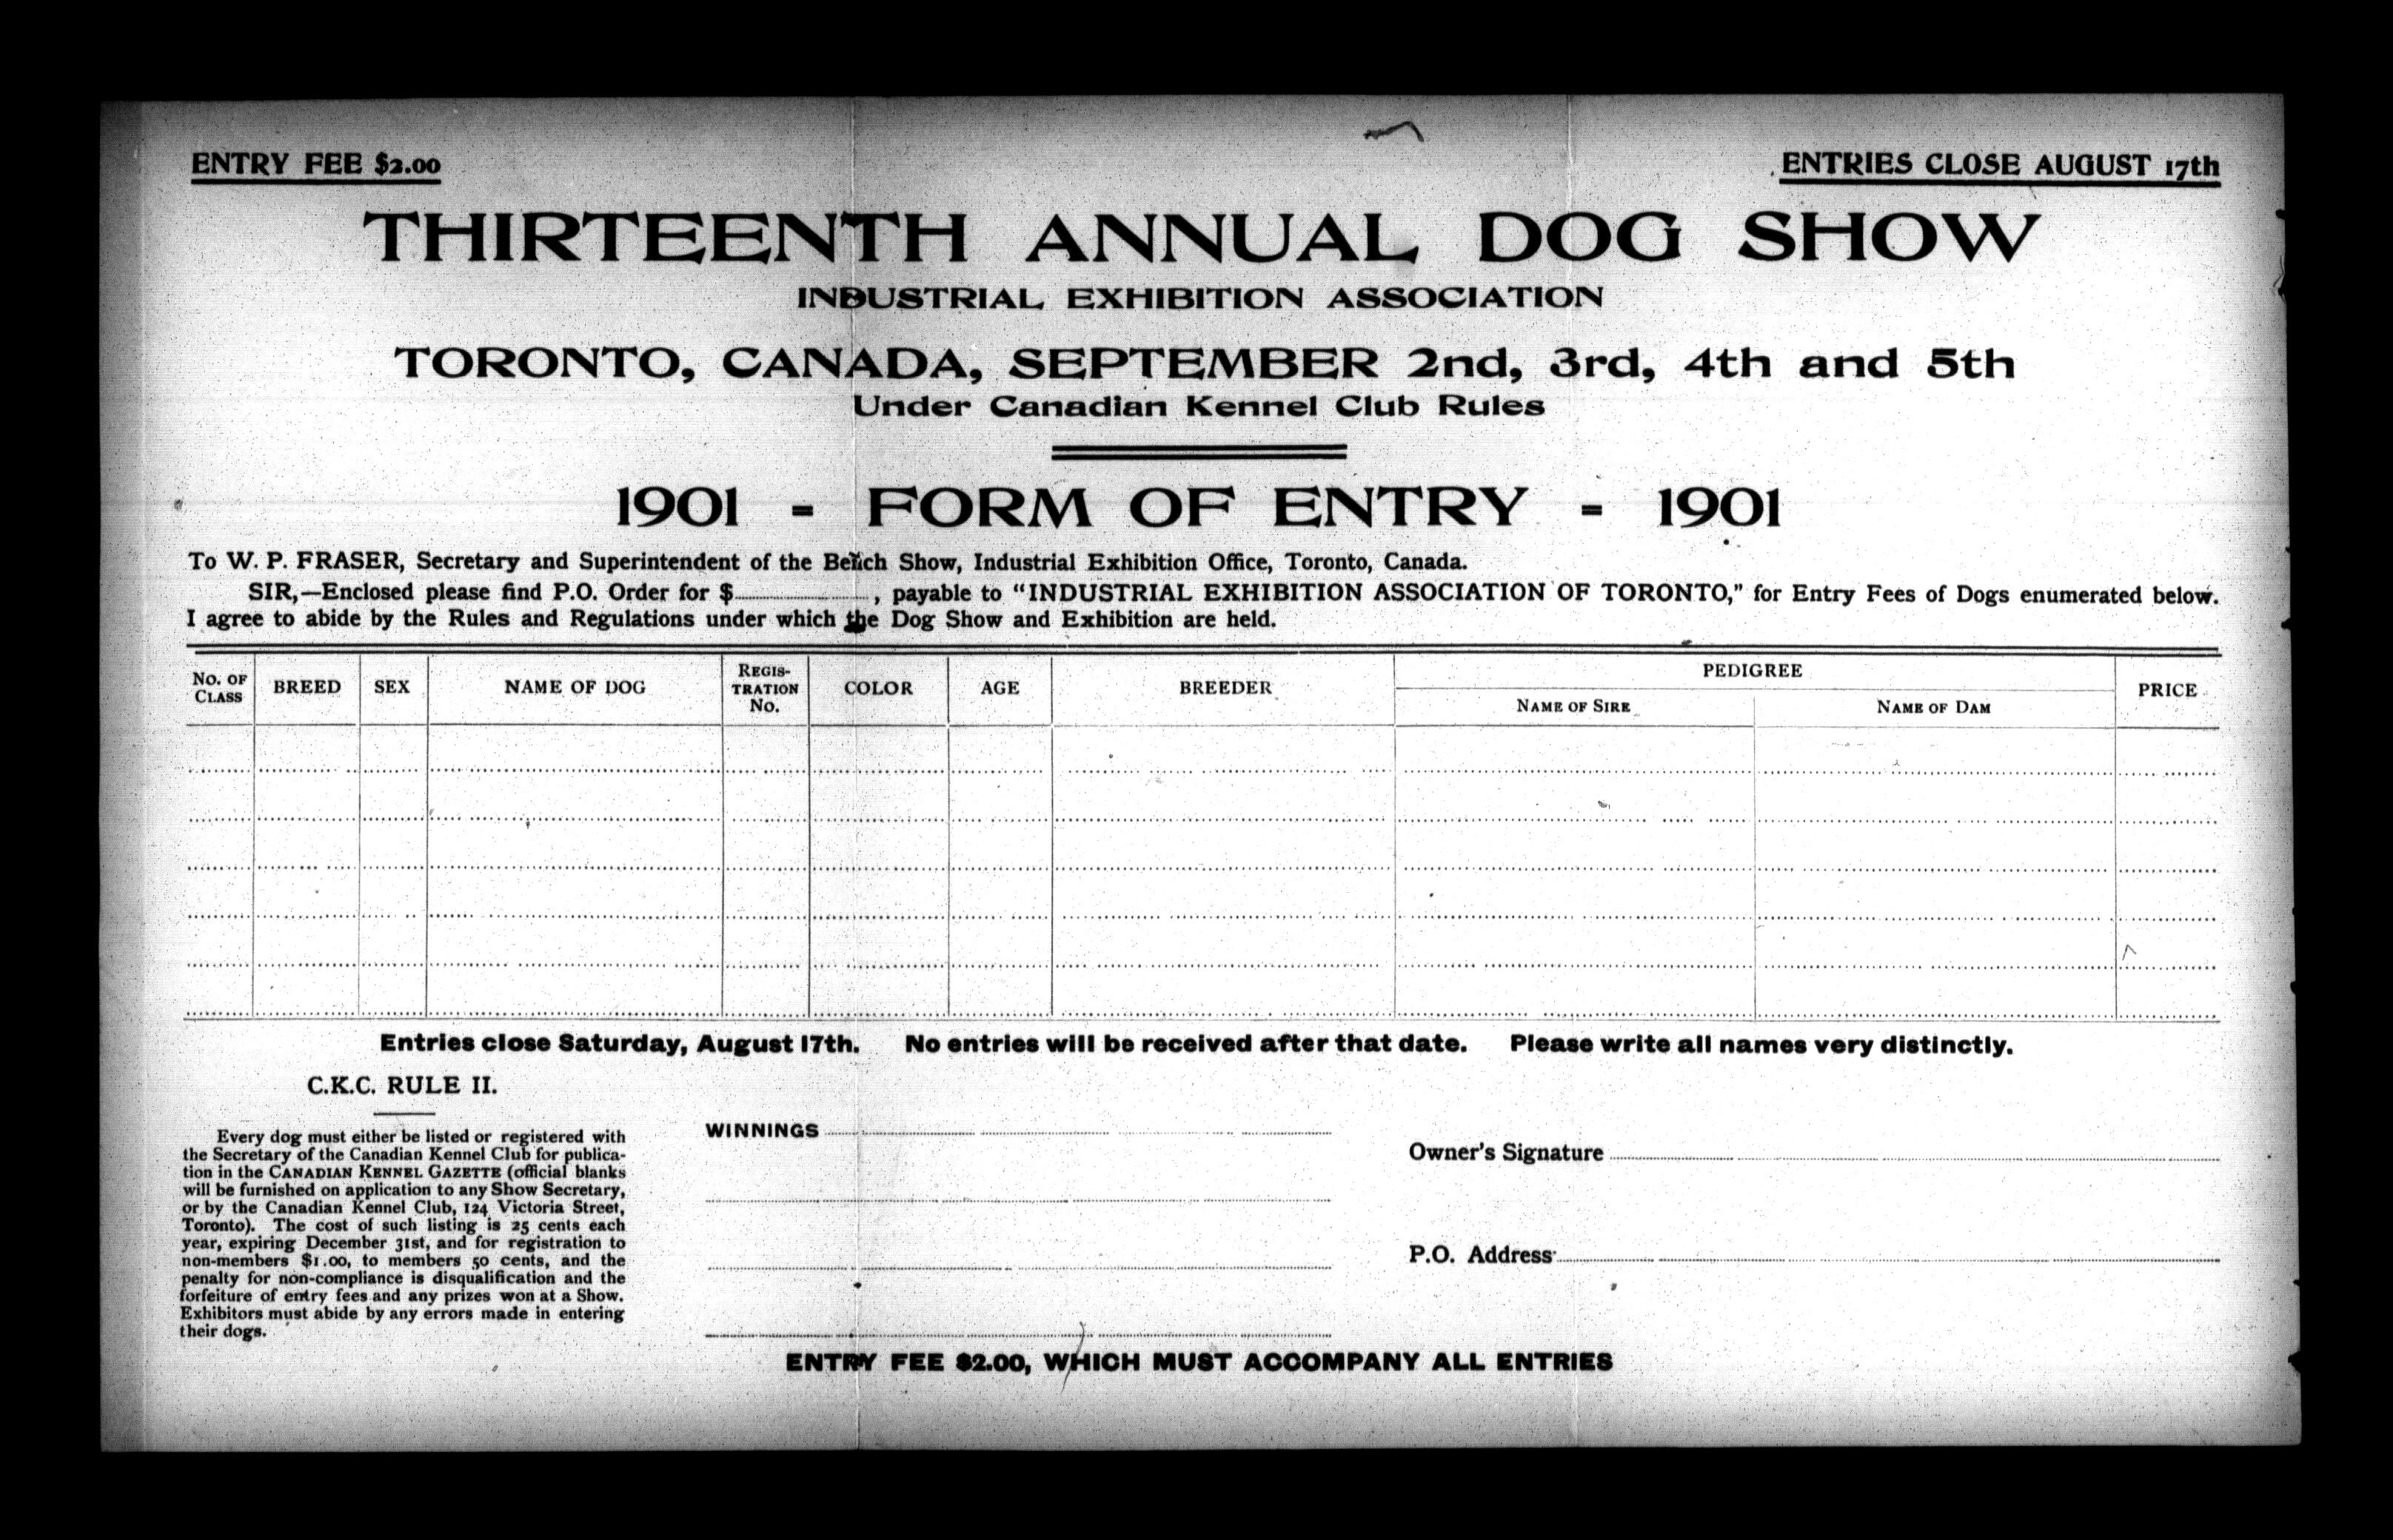 ENTRY FEE $2.00
ENTRIES CLOSE AUGUST 17th
THIRTEENTH ANNUAL DOG SHOW
INDUSTRIAL EXHIBITION ASSOCIATION
TORONTO, CANADA, SEPTEMBER 2nd, 3rd, 4th and 5th
Under Canadian Kennel Club Rules
1901 - FORM OF ENTRY - 1901
To W. P. FRASER, Secretary and Superintendent of the Bench Show, Industrial Exhibition Office, Toronto, Canada.
SIR,—Enclosed please find P.O. Order for $..................., payable to "INDUSTRIAL EXHIBITION ASSOCIATION OF TORONTO," for Entry Fees of Dogs enumerated below.
I agree to abide by the Rules and Regulations under which the Dog Show and Exhibition are held.
No. of Class
BREED
SEX
NAME OF DOG
Regis-
tration
No.
COLOR
AGE
BREEDER
PEDIGREE
Name of Sire
Name of Dam
PRICE
Entries close Saturday, August 17th. No entries will be received after that date. Please write all names very distinctly.
C.K.C. RULE II.
Every dog must either be listed or registered with
the Secretary of the Canadian Kennel Club for publica-
tion in the Canadian Kennel Gazette (official blanks
will be furnished on application to any Show Secretary,
or by the Canadian Kennel Club, 124 Victoria Street,
Toronto). The cost of such listing is 25 cents each
year, expiring December 31st, and for registration to
non-members $1.00, to members 50 cents, and the
penalty for non-compliance is disqualification and the
forfeiture of entry fees and any prizes won at a Show.
Exhibitors must abide by any errors made in entering
their dogs.
WINNINGS
Owner's Signature
P.O. Address
ENTRY FEE $2.00, WHICH MUST ACCOMPANY ALL ENTRIES